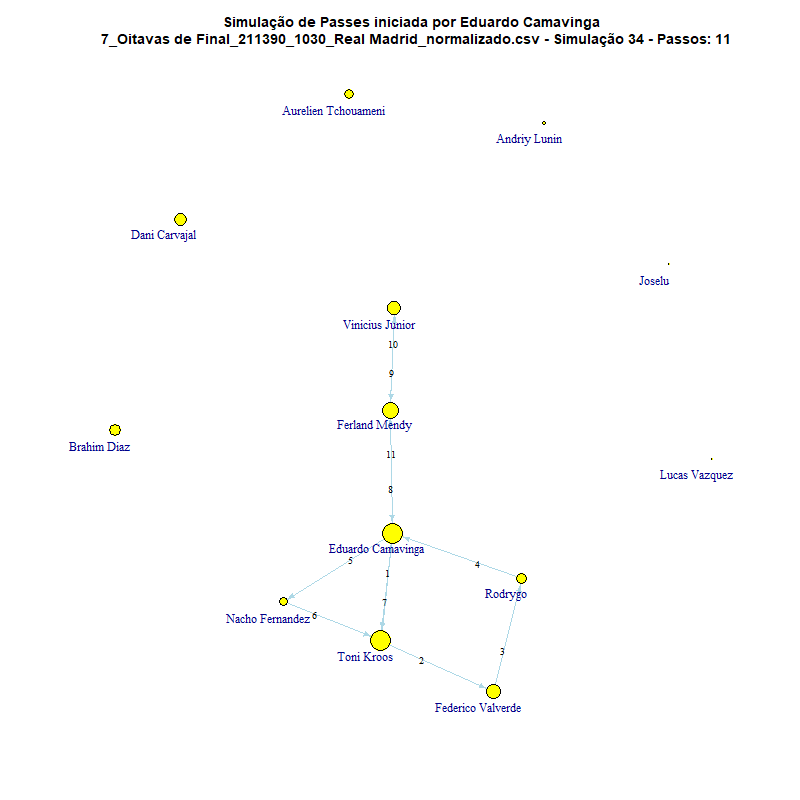 Simulação de Passes iniciada por Eduardo Camavinga
7_Oitavas de Final_211390_1030_Real Madrid_normalizado.csv - Simulação 34 - Passos: 11
Aurelien Tchouameni
Andriy Lunin
Dani Carvajal
Joselu
Vinicius Junior
10
9
Ferland Mendy
Brahim Diaz
11
Lucas Vazquez
8
Eduardo Camavinga
5
4
1
Rodrygo
7
6
Nacho Fernandez
3
Toni Kroos
2
Federico Valverde